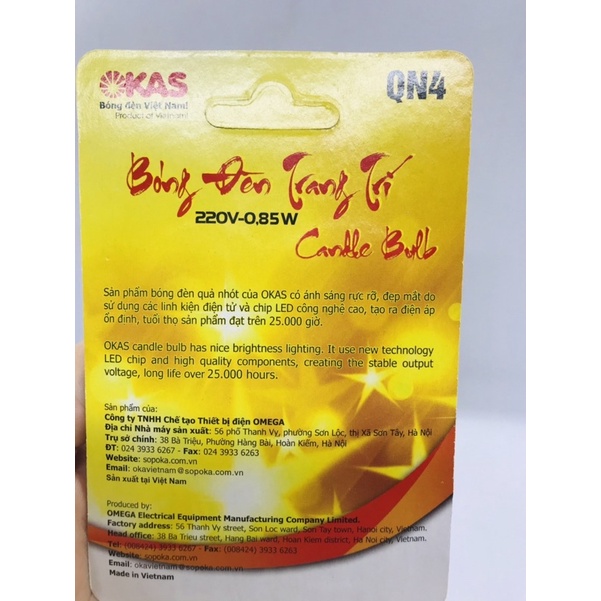 OKAS
Bóng đèn Việt Nam!
Product of Vietnam!
QN4
Bóng Đèn Trang Trí
220V-0,85W
Candle Bulb
Sản phẩm bóng đèn quả nhót của OKAS có ánh sáng rực rỡ, đẹp mắt do
sử dụng các linh kiện điện tử và chip LED công nghệ cao, tạo ra điện áp
ổn định, tuổi thọ sản phẩm đạt trên 25.000 giờ.
OKAS candle bulb has nice brightness lighting. It use new technology
LED chip and high quality components, creating the stable output
voltage, long life over 25.000 hours.
Sản phẩm của:
Công ty TNHH Chế tạo Thiết bị điện OMEGA
Địa chỉ Nhà máy sản xuất: 56 phố Thanh Vỵ, phường Sơn Lộc, thị Xã Sơn Tây, Hà Nội
Trụ sở chính: 38 Bà Triệu, Phường Hàng Bài, Hoàn Kiếm, Hà Nội
ĐT: 024 3933 6267 - Fax: 024 3933 6263
Website: sopoka.com.vn
Email: okavietnam@sopoka.com.vn
Sản xuất tại Việt Nam
Produced by:
OMEGA Electrical Equipment Manufacturing Company Limited.
Factory address: 56 Thanh Vy street, Son Loc ward, Son Tay town, Hanoi city, Vietnam.
Head office: 38 Ba Trieu street, Hang Bai ward, Hoan Kiem district, Ha Noi city, Vietnam.
Tel: (008424) 3933 6267 - Fax: (008424) 3933 6263
Website: sopoka.com.vn
Email: okavietnam@sopoka.com.vn
Made in Vietnam